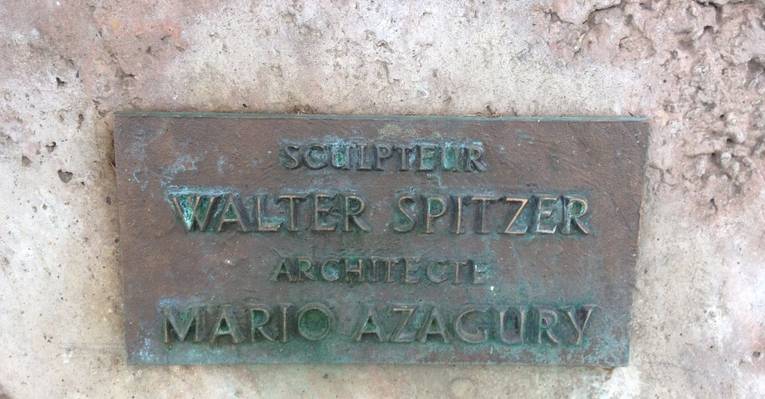 SCULPTEUR
WALTER SPITZER
ARCHITECTE
MARIO AZAGURY